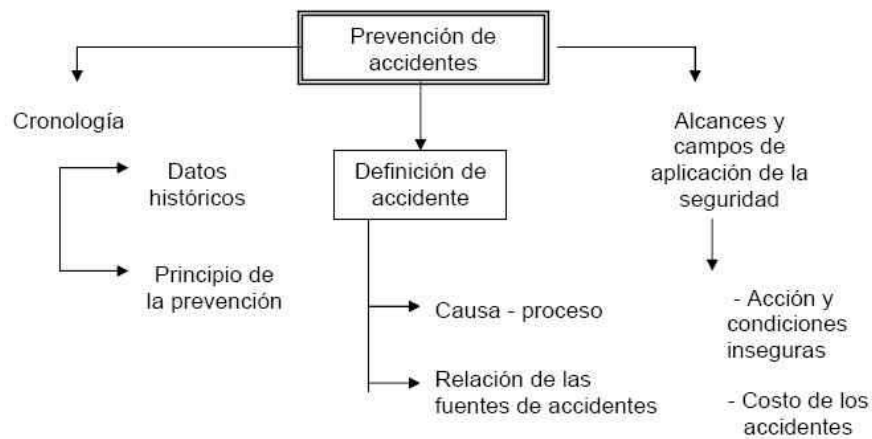 Prevención de
accidentes
Cronología
Datos
históricos
Principio de
la prevención
Definición de
accidente
Causa - proceso
Relación de las
fuentes de accidentes
Alcances y
campos de
aplicación de la
seguridad
- Acción y
condiciones
inseguras
- Costo de los
accidentes